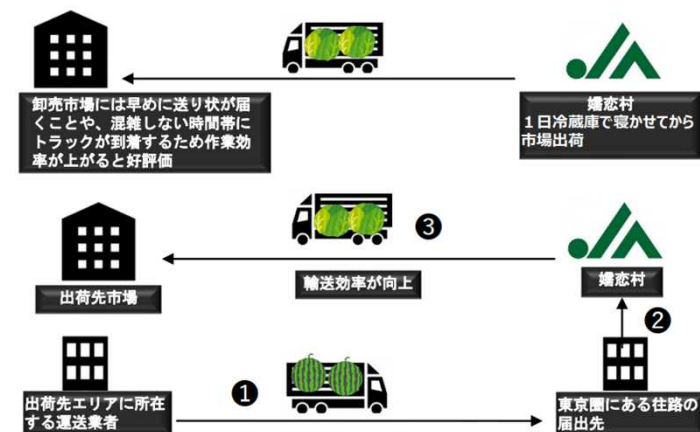 卸売市場には早めに送り状が届
くことや、混雑しない時間帯に
トラックが到着するため作業効
率が上がると好評価
嬬恋村
１日冷蔵庫で寝かせてから
市場出荷
❸
出荷先市場
輸送効率が向上
嬬恋村
❷
❶
出荷先エリアに所在
する運送業者
東京圏にある往路の
届出先